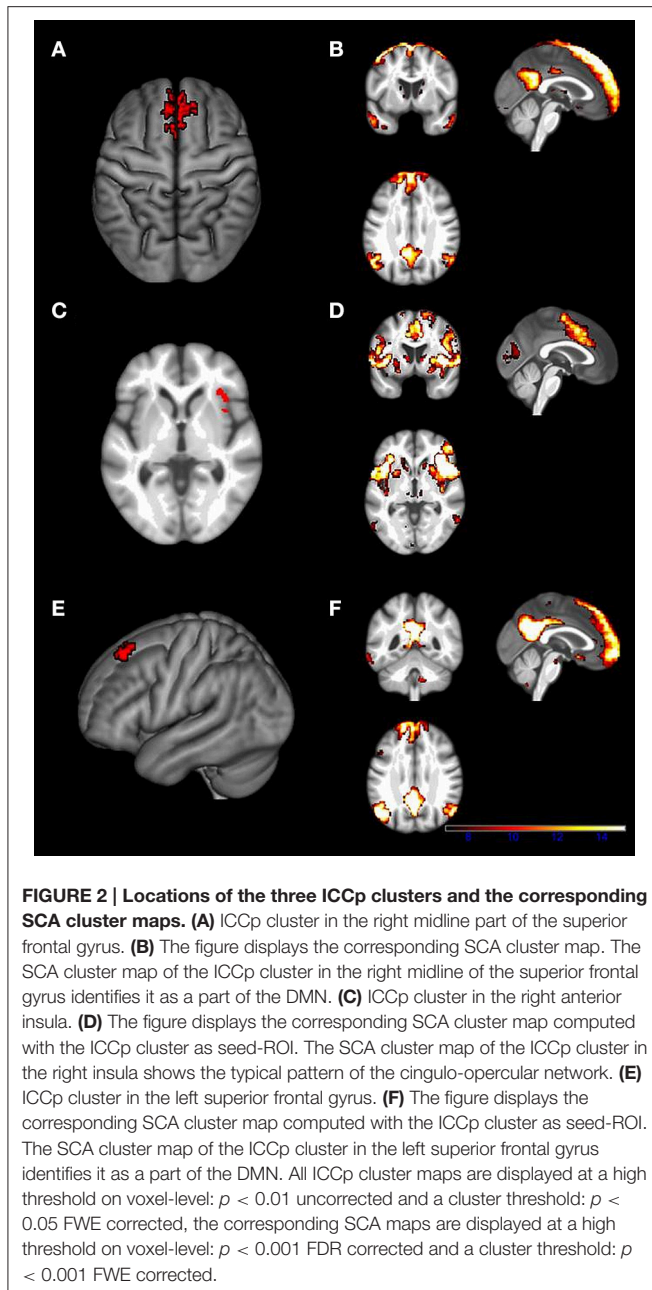 A
B
C
D
E
F
8 10 12 14
FIGURE 2 | Locations of the three ICCp clusters and the corresponding
SCA cluster maps. (A) ICCp cluster in the right midline part of the superior
frontal gyrus. (B) The figure displays the corresponding SCA cluster map. The
SCA cluster map of the ICCp cluster in the right midline of the superior frontal
gyrus identifies it as a part of the DMN. (C) ICCp cluster in the right anterior
insula. (D) The figure displays the corresponding SCA cluster map computed
with the ICCp cluster as seed-ROI. The SCA cluster map of the ICCp cluster in
the right insula shows the typical pattern of the cingulo-opercular network. (E)
ICCp cluster in the left superior frontal gyrus. (F) The figure displays the
corresponding SCA cluster map computed with the ICCp cluster as seed-ROI.
The SCA cluster map of the ICCp cluster in the left superior frontal gyrus
identifies it as a part of the DMN. All ICCp cluster maps are displayed at a high
threshold on voxel-level: p < 0.01 uncorrected and a cluster threshold: p <
0.05 FWE corrected, the corresponding SCA maps are displayed at a high
threshold on voxel-level: p < 0.001 FDR corrected and a cluster threshold: p
< 0.001 FWE corrected.